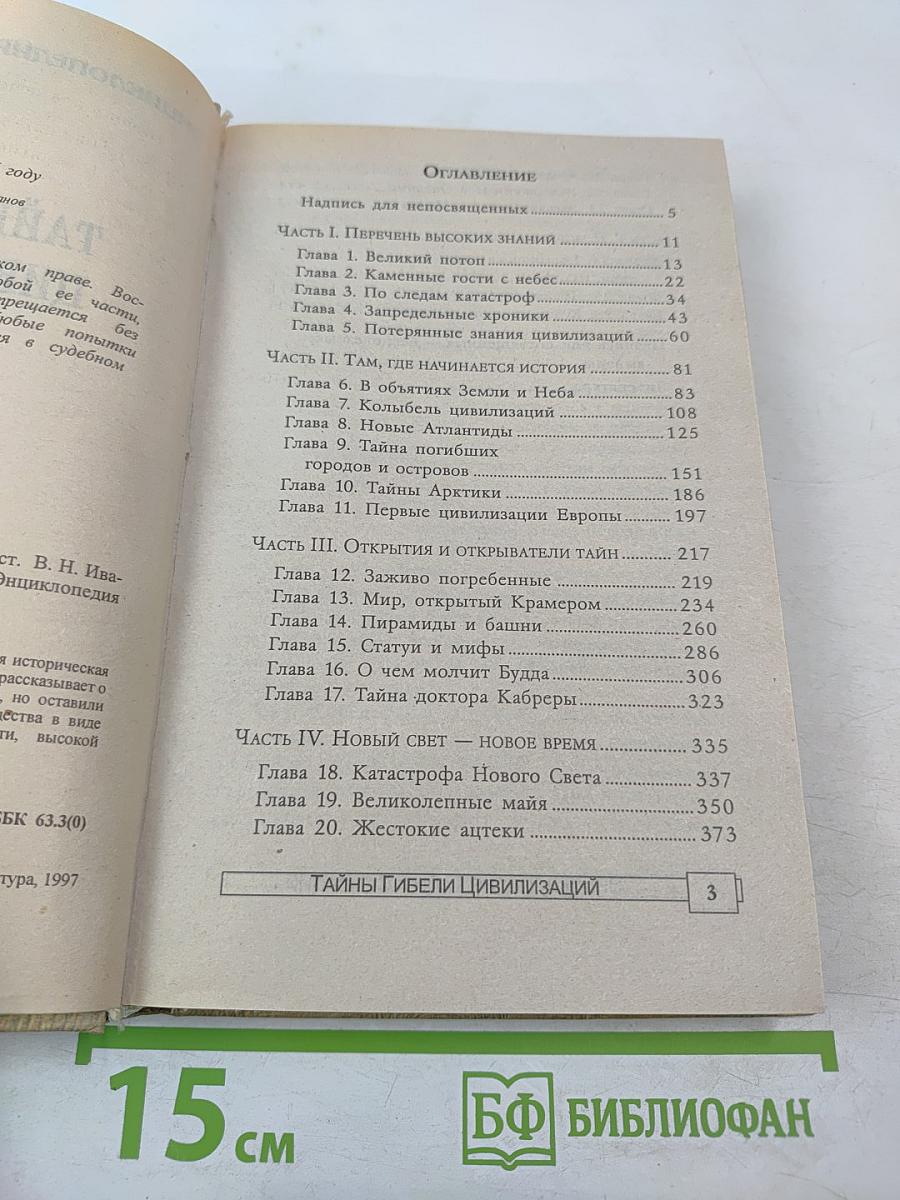 году
нов
ком праве. Вос-
обой ее части,
прещается без
Любые попытки
я в судебном
ст. В. Н. Ива-
Энциклопедия
я историческая
рассказывает о
, но оставили
щества в виде
ти, высокой
БК 63.3(0)
тура, 1997
Оглавление
Надпись для непосвященных ..... 5
Часть I. Перечень высоких знаний ..... 11
Глава 1. Великий потоп ..... 13
Глава 2. Каменные гости с небес ..... 22
Глава 3. По следам катастроф ..... 34
Глава 4. Запредельные хроники ..... 43
Глава 5. Потерянные знания цивилизаций ..... 60
Часть II. Там, где начинается история ..... 81
Глава 6. В объятиях Земли и Неба ..... 83
Глава 7. Колыбель цивилизаций ..... 108
Глава 8. Новые Атлантиды ..... 125
Глава 9. Тайна погибших
городов и островов ..... 151
Глава 10. Тайны Арктики ..... 186
Глава 11. Первые цивилизации Европы ..... 197
Часть III. Открытия и открыватели тайн ..... 217
Глава 12. Заживо погребенные ..... 219
Глава 13. Мир, открытый Крамером ..... 234
Глава 14. Пирамиды и башни ..... 260
Глава 15. Статуи и мифы ..... 286
Глава 16. О чем молчит Будда ..... 306
Глава 17. Тайна доктора Кабреры ..... 323
Часть IV. Новый свет — новое время ..... 335
Глава 18. Катастрофа Нового Света ..... 337
Глава 19. Великолепные майя ..... 350
Глава 20. Жестокие ацтеки ..... 373
Тайны Гибели Цивилизаций 3
15 см
БФ БИБЛИОФАН